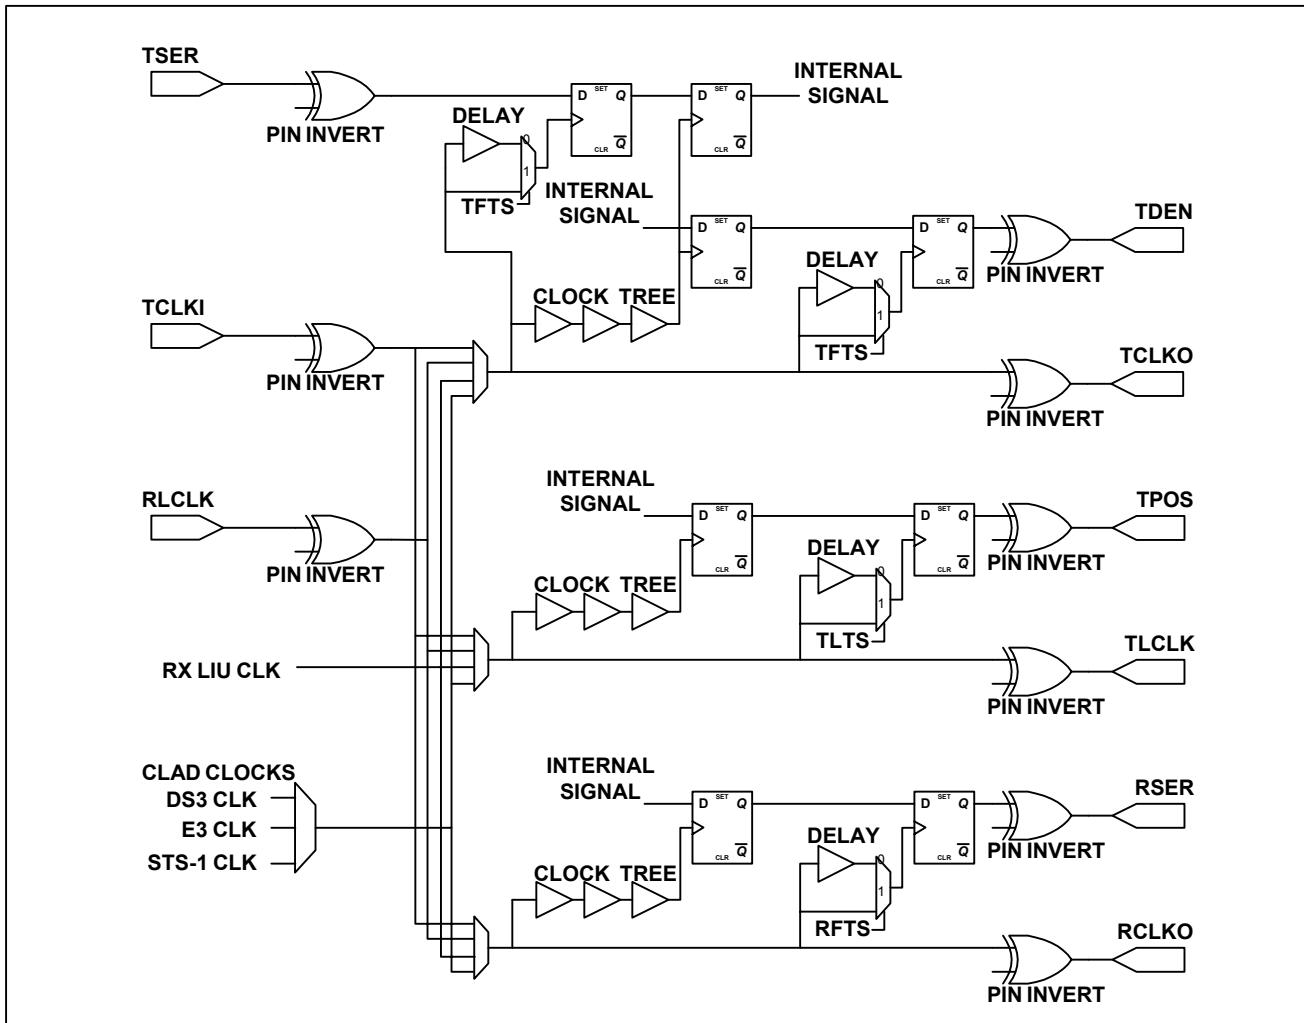 TSER
PIN INVERT
DELAY
0
1
TFTS
D SET Q
CLR Q
D SET Q
CLR Q
INTERNAL
SIGNAL
INTERNAL
SIGNAL
D SET Q
CLR Q
DELAY
0
1
TFTS
D SET Q
CLR Q
PIN INVERT
TDEN
TCLKI
PIN INVERT
CLOCK TREE
PIN INVERT
TCLKO
RLCLK
PIN INVERT
INTERNAL
SIGNAL
D SET Q
CLR Q
CLOCK TREE
DELAY
0
1
TLTS
D SET Q
CLR Q
PIN INVERT
TPOS
RX LIU CLK
PIN INVERT
TLCLK
CLAD CLOCKS
DS3 CLK
E3 CLK
STS-1 CLK
INTERNAL
SIGNAL
D SET Q
CLR Q
CLOCK TREE
DELAY
0
1
RFTS
D SET Q
CLR Q
PIN INVERT
RSER
PIN INVERT
RCLKO